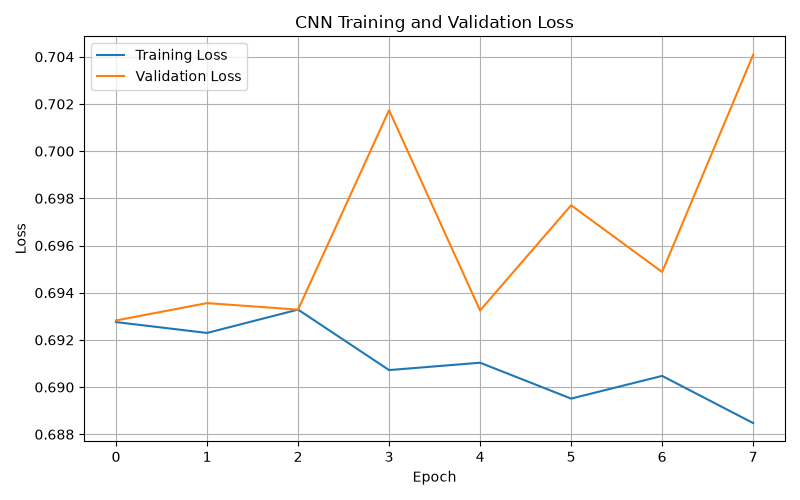 CNN Training and Validation Loss
Training Loss
Validation Loss
0.704
0.702
0.700
0.698
0.696
0.694
0.692
0.690
0.688
Loss
0 1 2 3 4 5 6 7
Epoch